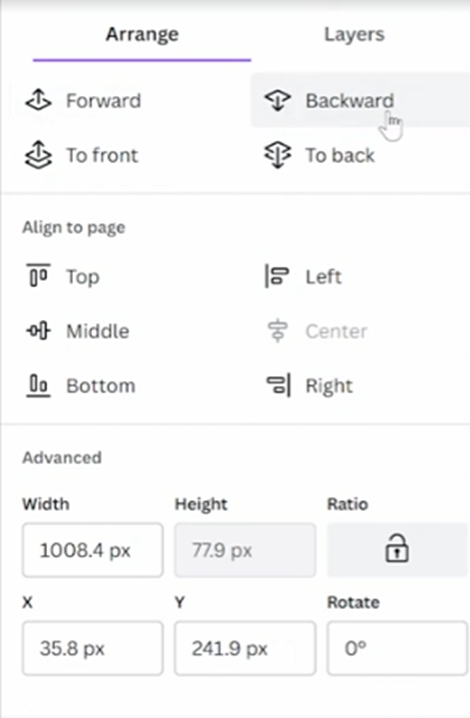 Arrange Layers
Forward Backward
To front To back
Align to page
Top Left
Middle Center
Bottom Right
Advanced
Width Height Ratio
1008.4 px 77.9 px
X Y Rotate
35.8 px 241.9 px 0°